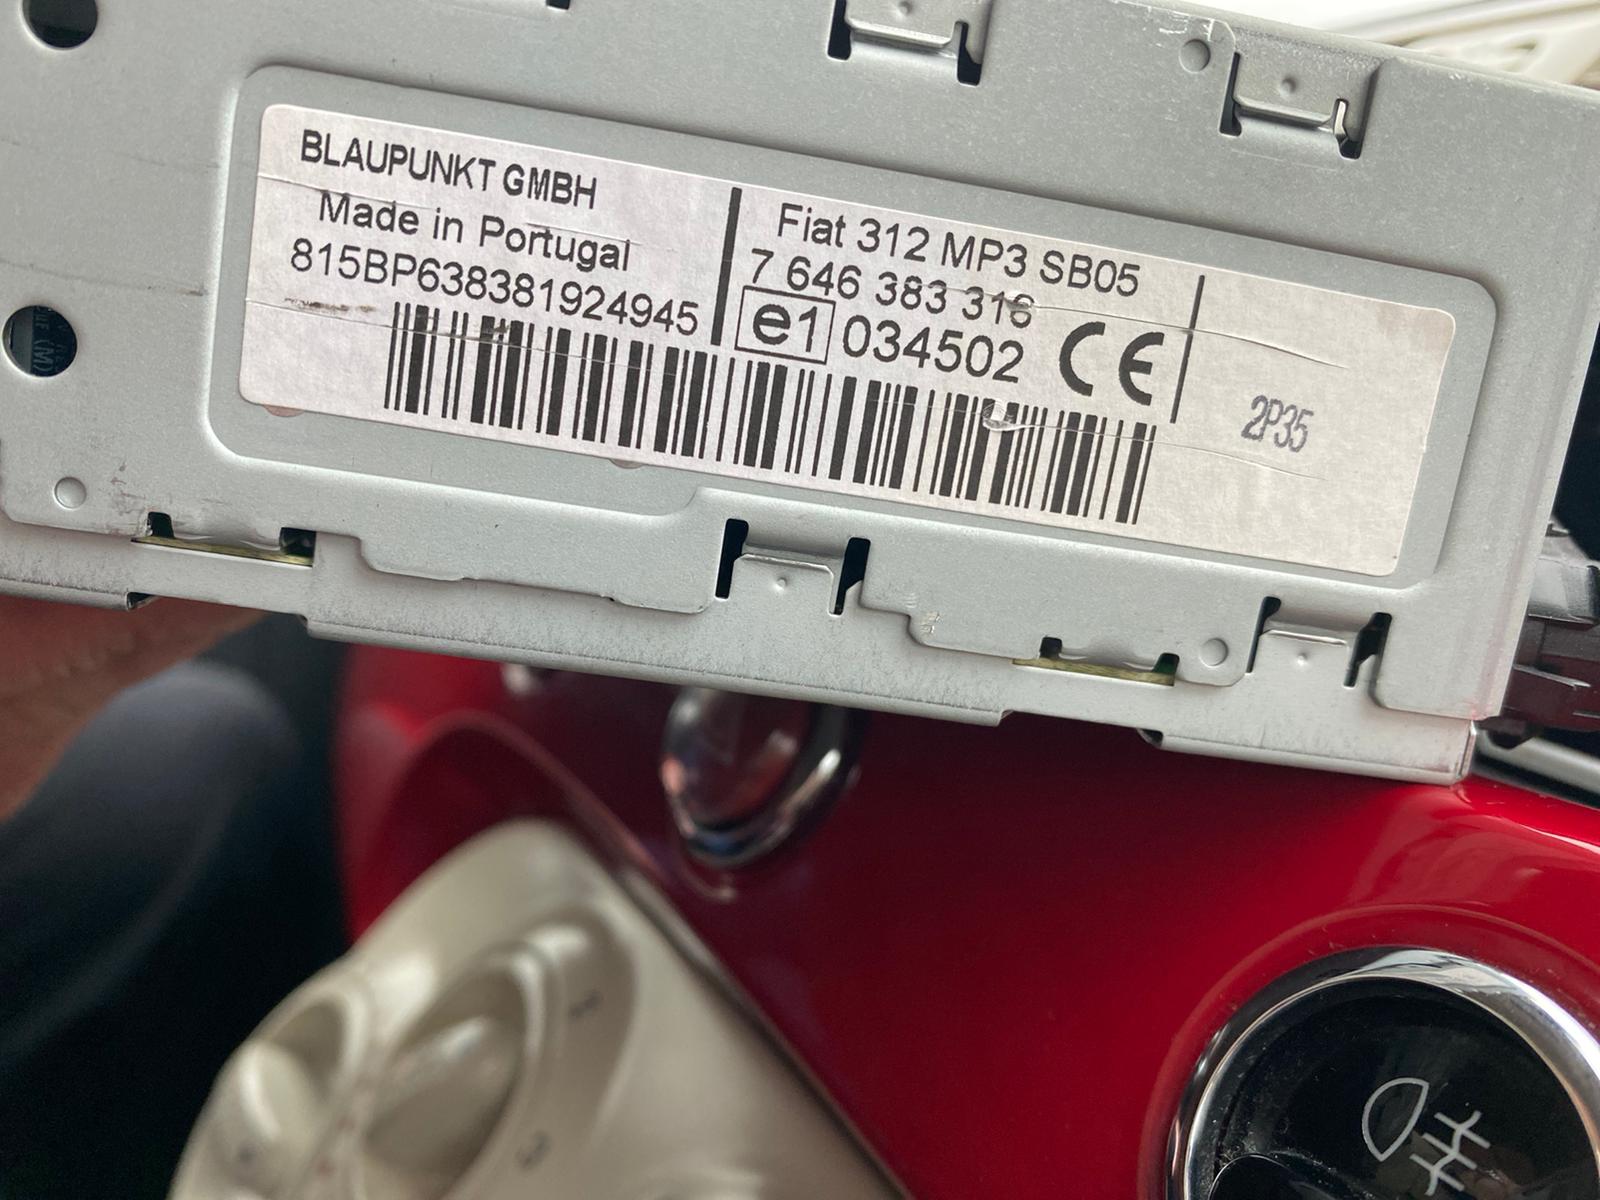 BLAUPUNKT GMBH
Made in Portugal
815BP638381924945
Fiat 312 MP3 SB05
7 646 383 316
e1 034502 CE
2P35